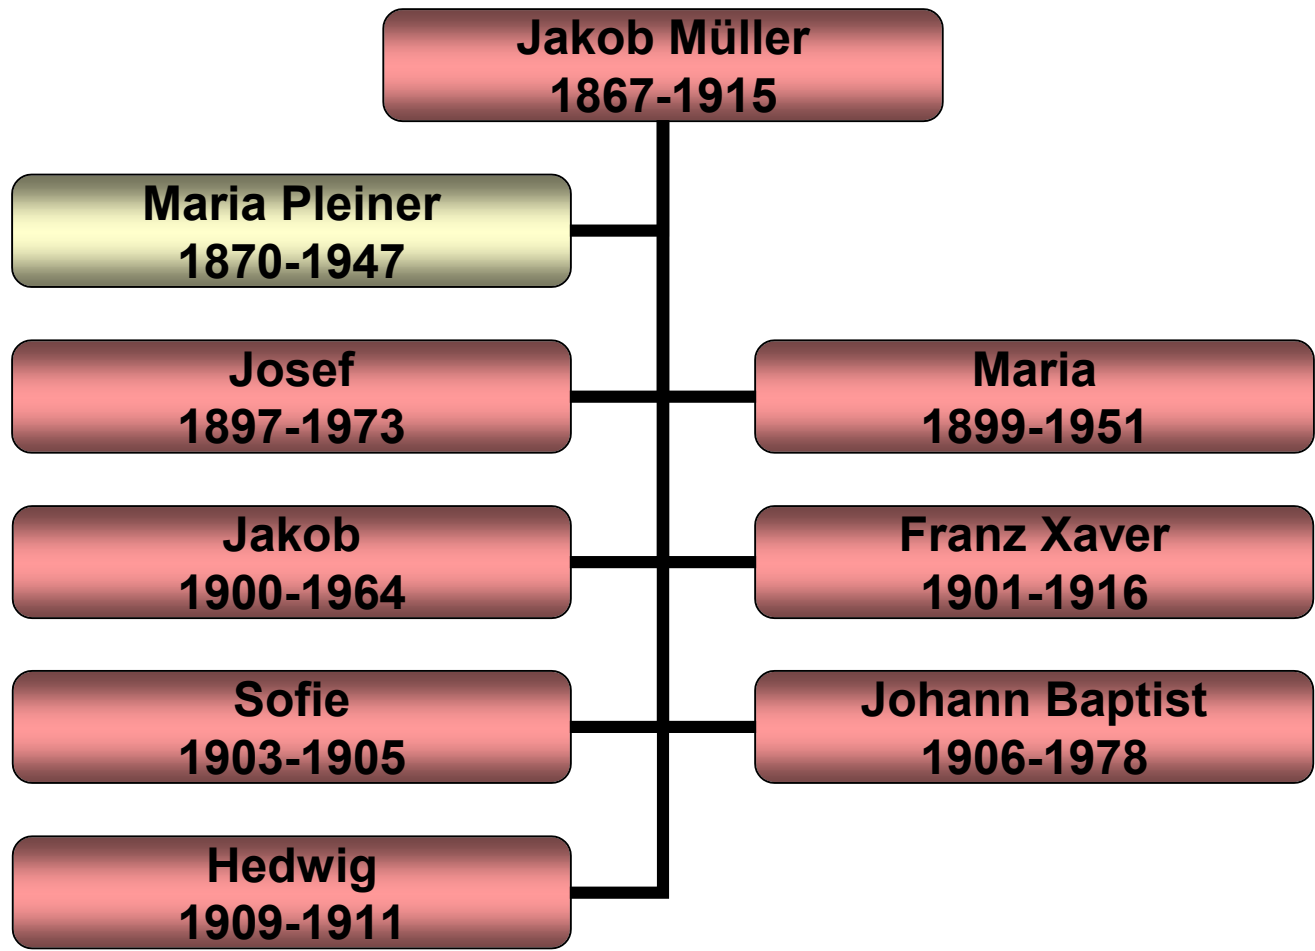 Jakob Müller
1867-1915
Maria Pleiner
1870-1947
Josef
1897-1973
Maria
1899-1951
Jakob
1900-1964
Franz Xaver
1901-1916
Sofie
1903-1905
Johann Baptist
1906-1978
Hedwig
1909-1911